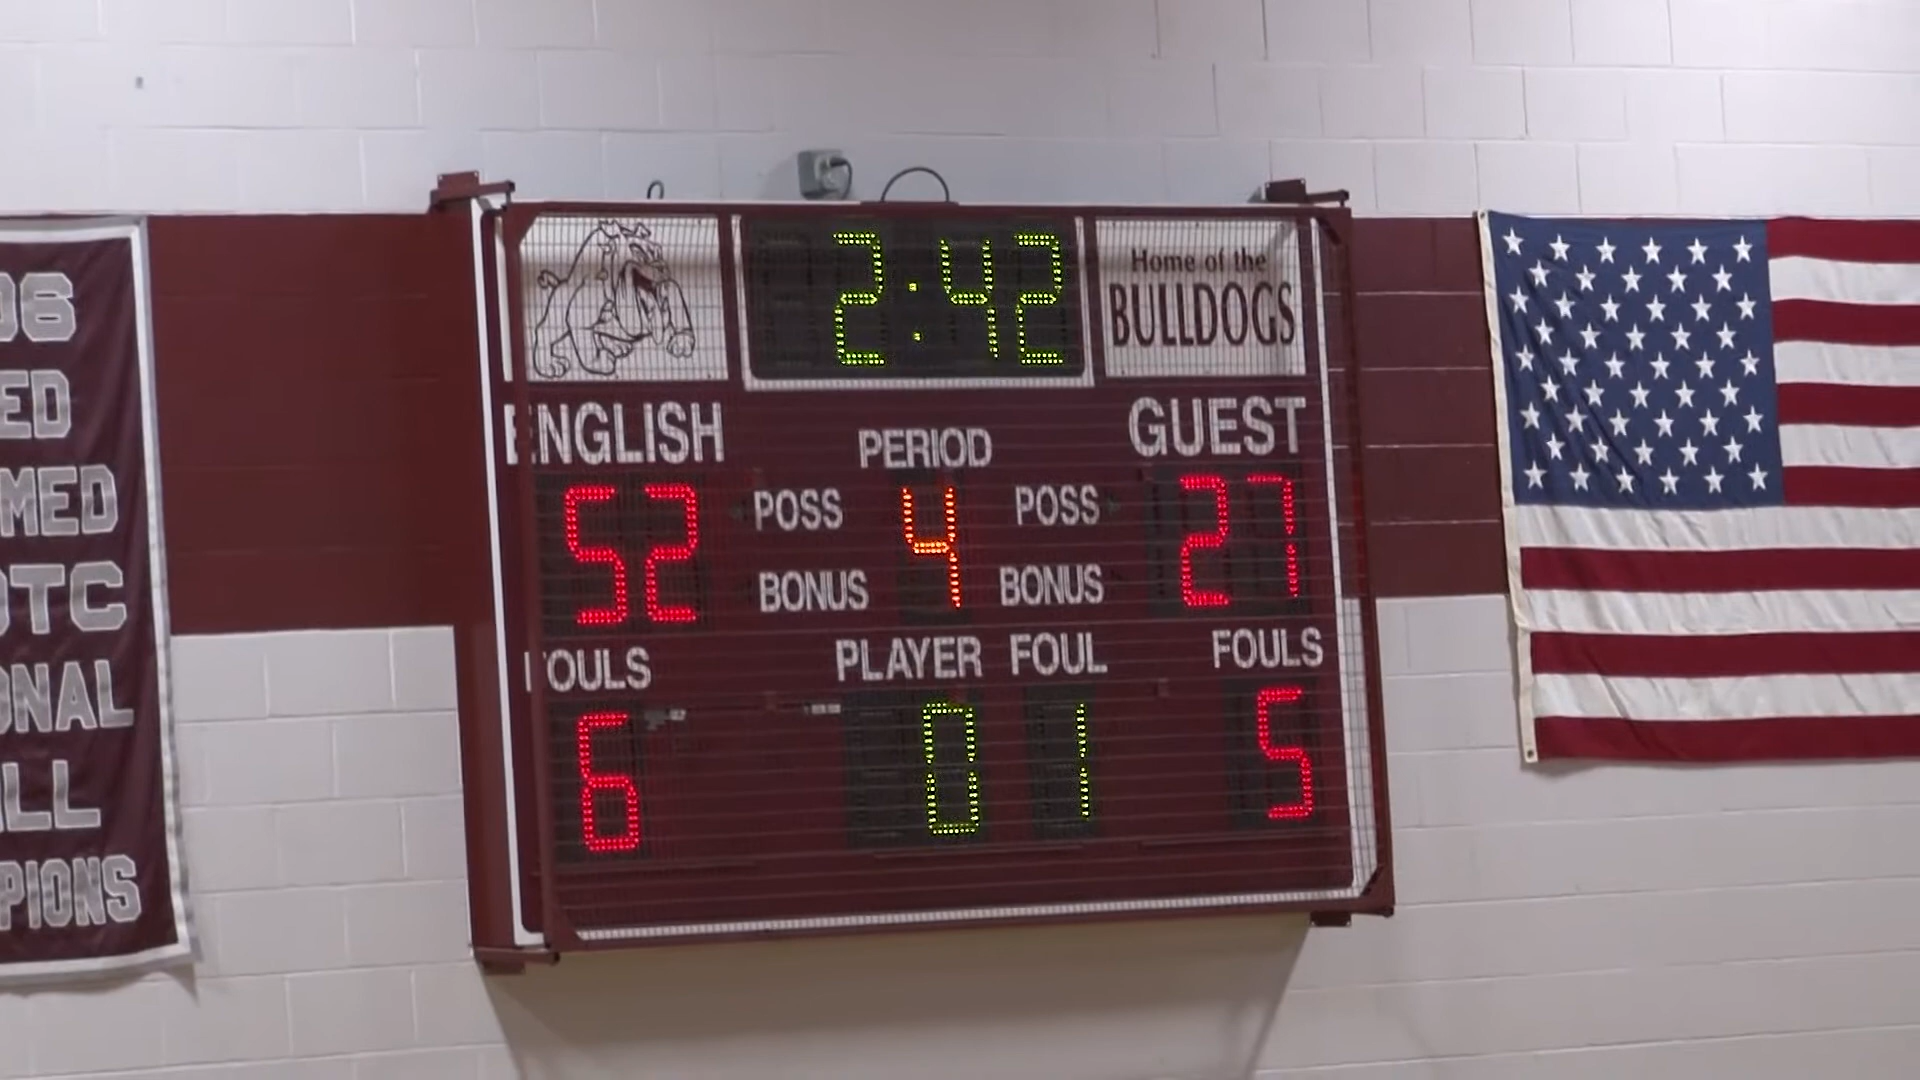 06
ED
MED
OTC
ONAL
LL
PIONS
2:42
Home of the
BULLDOGS
ENGLISH
PERIOD
GUEST
52
POSS
4
POSS
27
BONUS
BONUS
FOULS
PLAYER
FOUL
FOULS
6
0
1
5